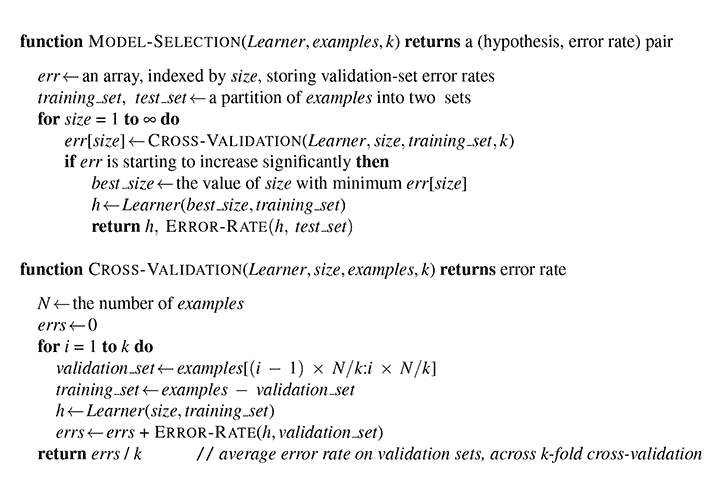 function MODEL-SELECTION(Learner, examples, k) returns a (hypothesis, error rate) pair
err ← an array, indexed by size, storing validation-set error rates
training_set, test_set ← a partition of examples into two sets
for size = 1 to ∞ do
err[size] ← CROSS-VALIDATION(Learner, size, training_set, k)
if err is starting to increase significantly then
best_size ← the value of size with minimum err[size]
h ← Learner(best_size, training_set)
return h, ERROR-RATE(h, test_set)
function CROSS-VALIDATION(Learner, size, examples, k) returns error rate
N ← the number of examples
errs ← 0
for i = 1 to k do
validation_set ← examples[(i − 1) × N/k:i × N/k]
training_set ← examples − validation_set
h ← Learner(size, training_set)
errs ← errs + ERROR-RATE(h, validation_set)
return errs / k // average error rate on validation sets, across k-fold cross-validation